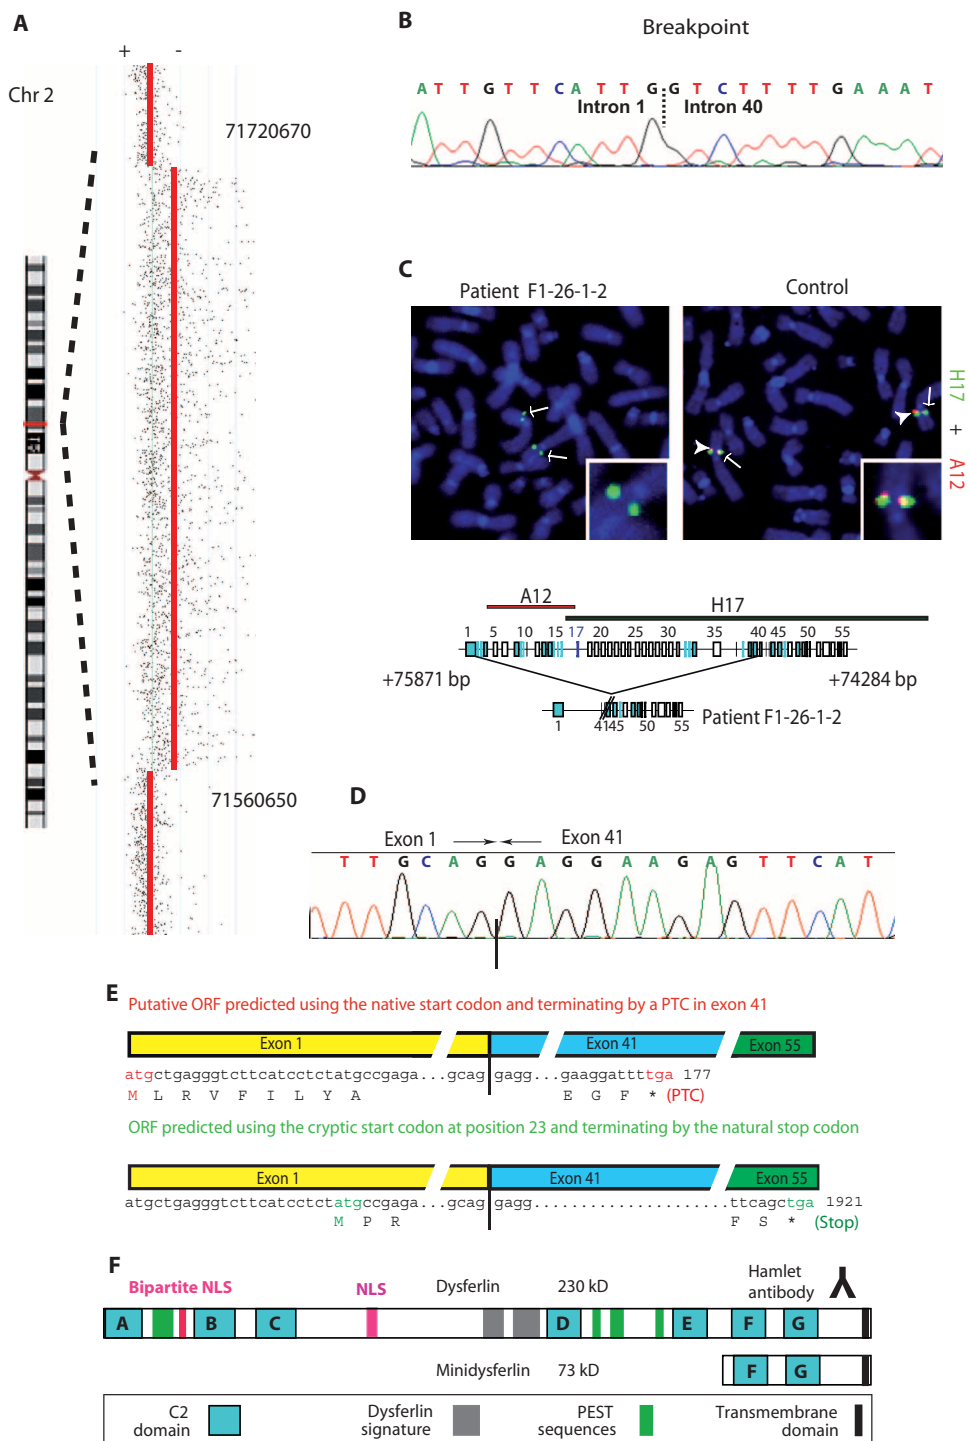 A
+ -
Chr 2
71720670
71560650
B
Breakpoint
A T T G T T C A T T G G T C T T T T G A A A T
Intron 1 Intron 40
C
Patient F1-26-1-2
Control
H17 + A12
A12
H17
1 5 10 15 17 20 25 30 35 40 45 50 55
+75871 bp
+74284 bp
Patient F1-26-1-2
1 41 45 50 55
D
Exon 1 Exon 41
T T G C A G G A G G A A G A G T T C A T
E
Putative ORF predicted using the native start codon and terminating by a PTC in exon 41
Exon 1 Exon 41 Exon 55
atgctgagggtcttcatcctctatgccgaga...gcag gagg...gaaggattttga 177
M L R V F I L Y A E G F * (PTC)
ORF predicted using the cryptic start codon at position 23 and terminating by the natural stop codon
Exon 1 Exon 41 Exon 55
atgctgagggtcttcatcctctatgccgaga...gcag gagg.....................ttcagctga 1921
M P R F S * (Stop)
F
Bipartite NLS
NLS
Dysferlin 230 kD
Hamlet
antibody
A B C D E F G
Minidysferlin 73 kD
F G
C2
domain
Dysferlin
signature
PEST
sequences
Transmembrane
domain